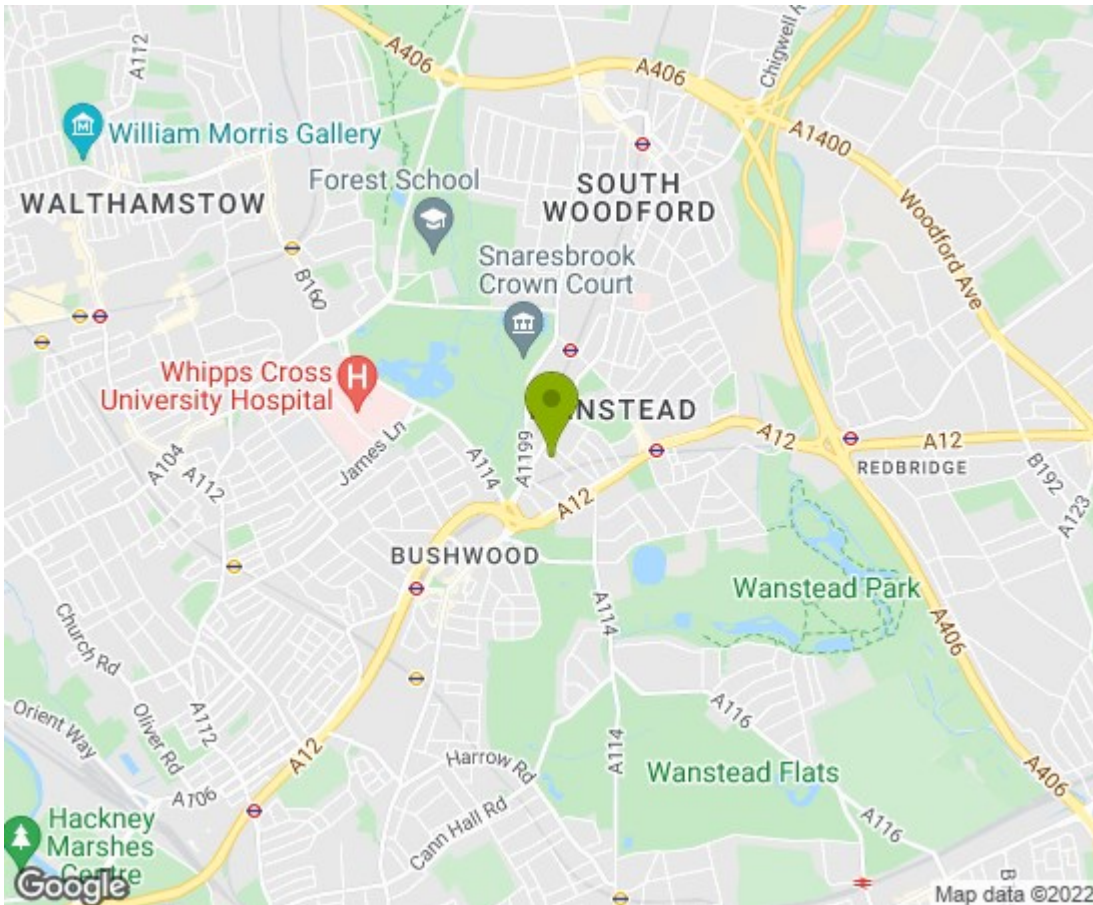 A112
A406
A406
Chigwell
A1400
William Morris Gallery
Forest School
WALTHAMSTOW
SOUTH
WOODFORD
Woodford Ave
Snaresbrook
Crown Court
B160
Whipps Cross
University Hospital
James Ln
A1199
A104
A112
A114
A12
A12
A12
REDBRIDGE
B192
A123
BUSHWOOD
Wanstead Park
A114
A406
Church Rd
Orient Way
Oliver Rd
A112
A12
A106
Harrow Rd
Cann Hall Rd
A114
A116
Wanstead Flats
A406
A116
Hackney
Marshes
Centre
Google
Map data ©2022